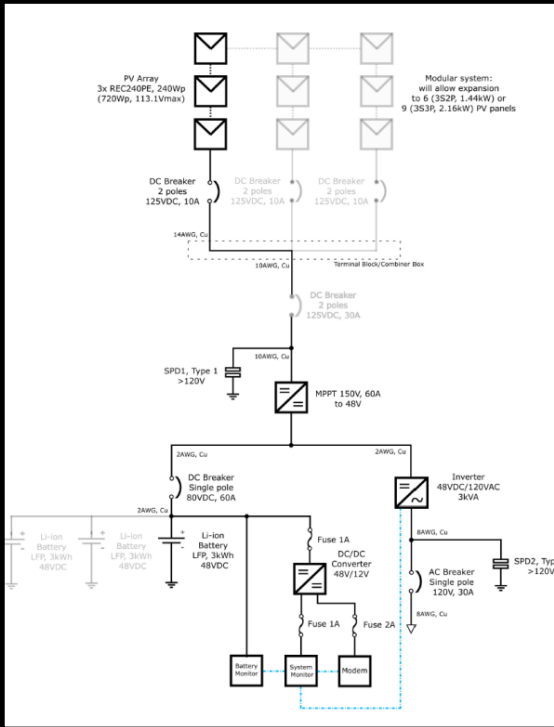 PV Array
3x REC240PE, 240Wp
(720Wp, 113.1Vmax)
Modular system:
will allow expansion
to 6 (3S2P, 1.44kW) or
9 (3S3P, 2.16kW) PV panels
DC Breaker
2 poles
125VDC, 10A
DC Breaker
2 poles
125VDC, 10A
DC Breaker
2 poles
125VDC, 10A
14AWG, Cu
Terminal Block/Combiner Box
10AWG, Cu
DC Breaker
2 poles
125VDC, 30A
10AWG, Cu
SPD1, Type 1
>120V
MPPT 150V, 60A
to 48V
2AWG, Cu
2AWG, Cu
DC Breaker
Single pole
80VDC, 60A
Inverter
48VDC/120VAC
3kVA
2AWG, Cu
Li-ion
Battery
LFP, 3kWh
48VDC
Li-ion
Battery
LFP, 3kWh
48VDC
Li-ion
Battery
LFP, 3kWh
48VDC
Fuse 1A
8AWG, Cu
DC/DC
Converter
48V/12V
SPD2, Typ
>120V
AC Breaker
Single pole
120V, 30A
8AWG, Cu
Fuse 1A
Fuse 2A
Battery
Monitor
System
Monitor
Modem